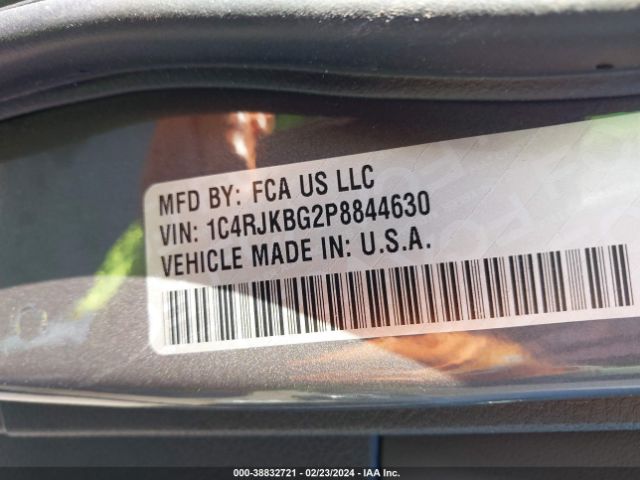 MFD BY: FCA US LLC
VIN: 1C4RJKBG2P8844630
VEHICLE MADE IN: U.S.A.
000-38832721 - 02/23/2024 - IAA Inc.